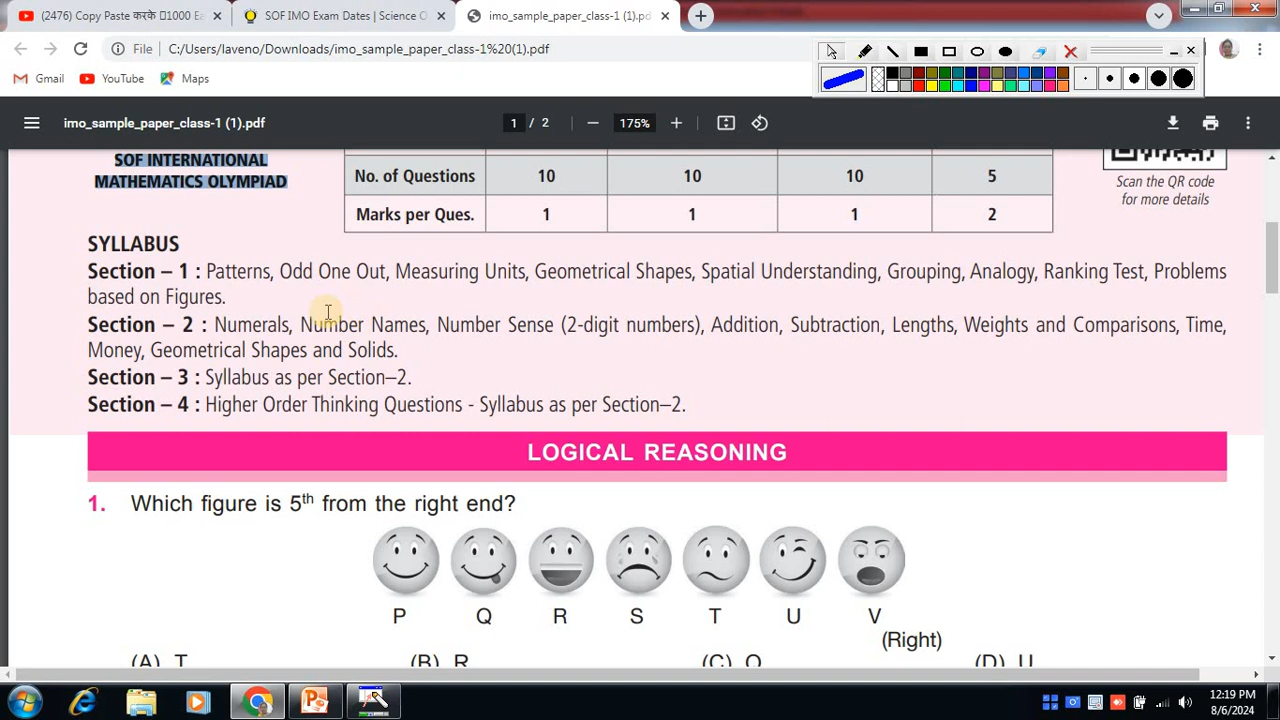 (2476) Copy Paste करके ▯1000 Ea
SOF IMO Exam Dates | Science O
imo_sample_paper_class-1 (1).pd
File
C:/Users/laveno/Downloads/imo_sample_paper_class-1%20(1).pdf
Gmail
YouTube
Maps
imo_sample_paper_class-1 (1).pdf
1 / 2
175%
SOF INTERNATIONAL
MATHEMATICS OLYMPIAD
No. of Questions 10 10 10 5
Marks per Ques. 1 1 1 2
Scan the QR code
for more details
SYLLABUS
Section – 1 : Patterns, Odd One Out, Measuring Units, Geometrical Shapes, Spatial Understanding, Grouping, Analogy, Ranking Test, Problems
based on Figures.
Section – 2 : Numerals, Number Names, Number Sense (2-digit numbers), Addition, Subtraction, Lengths, Weights and Comparisons, Time,
Money, Geometrical Shapes and Solids.
Section – 3 : Syllabus as per Section–2.
Section – 4 : Higher Order Thinking Questions - Syllabus as per Section–2.
LOGICAL REASONING
1. Which figure is 5th from the right end?
P Q R S T U V
(Right)
(A) T (B) R (C) Q (D) U
12:19 PM
8/6/2024